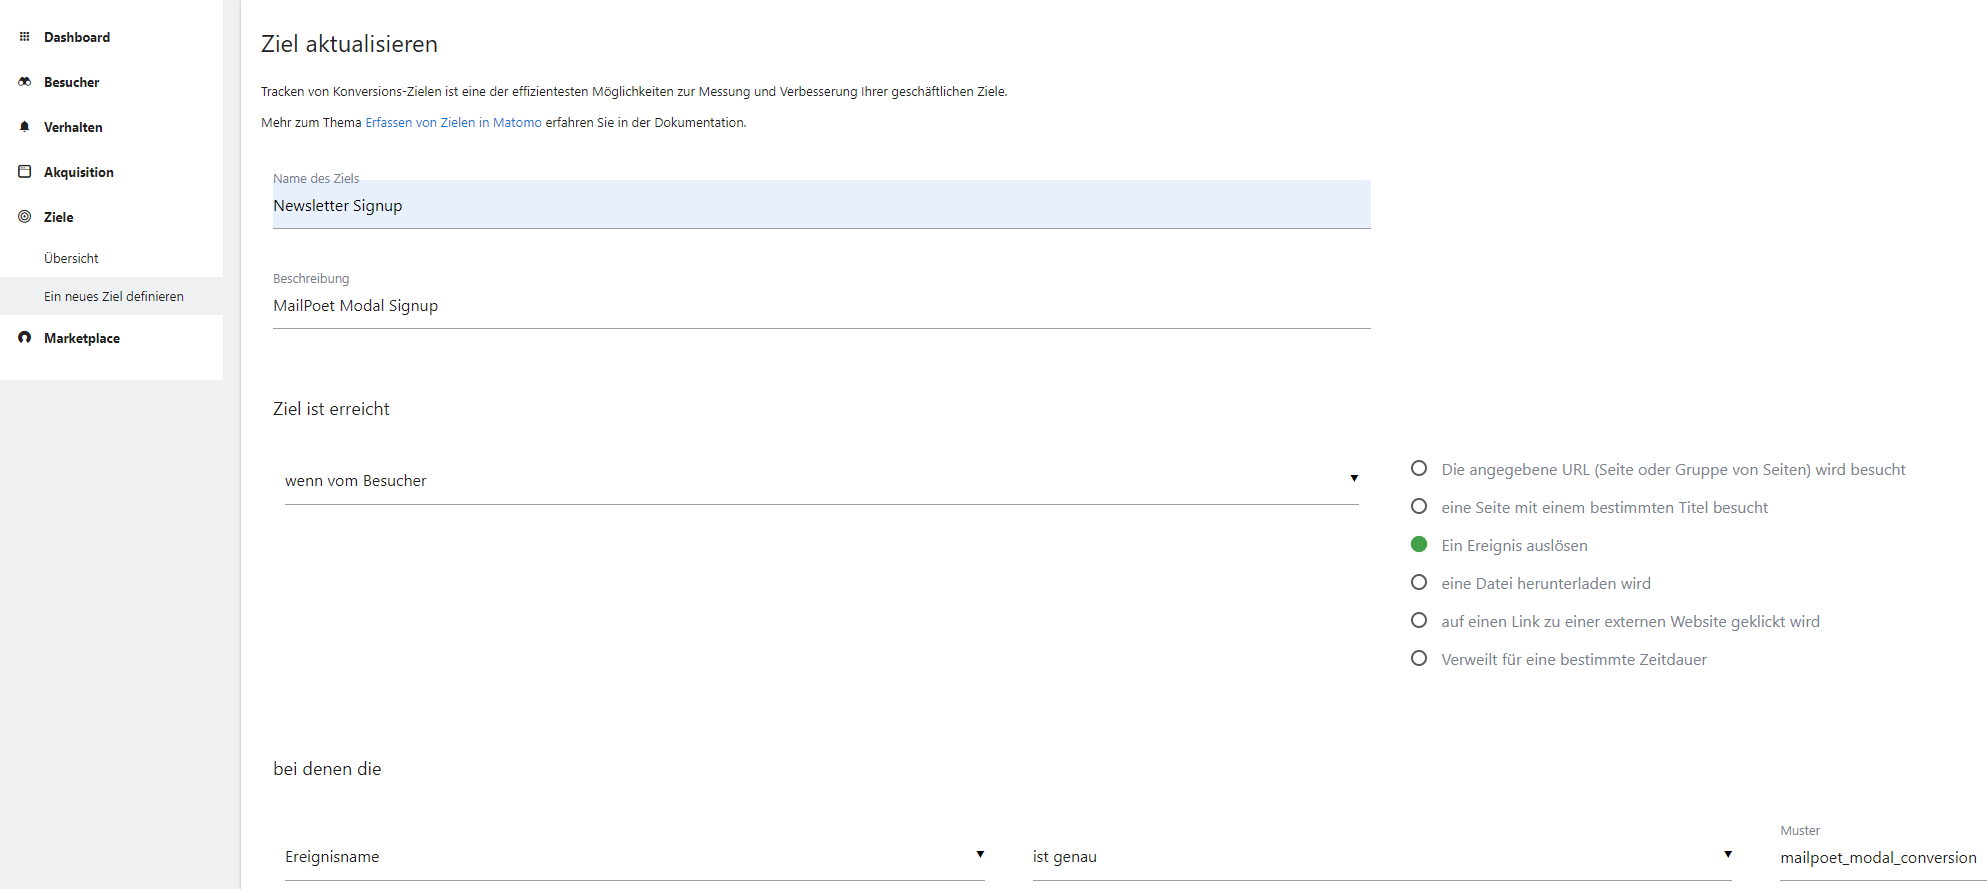 Dashboard
Besucher
Verhalten
Akquisition
Ziele
Übersicht
Ein neues Ziel definieren
Marketplace
Ziel aktualisieren
Tracken von Konversions-Zielen ist eine der effizientesten Möglichkeiten zur Messung und Verbesserung Ihrer geschäftlichen Ziele.
Mehr zum Thema Erfassen von Zielen in Matomo erfahren Sie in der Dokumentation.
Name des Ziels
Newsletter Signup
Beschreibung
MailPoet Modal Signup
Ziel ist erreicht
wenn vom Besucher
Die angegebene URL (Seite oder Gruppe von Seiten) wird besucht
eine Seite mit einem bestimmten Titel besucht
Ein Ereignis auslösen
eine Datei herunterladen wird
auf einen Link zu einer externen Website geklickt wird
Verweilt für eine bestimmte Zeitdauer
bei denen die
Ereignisname
ist genau
Muster
mailpoet_modal_conversion